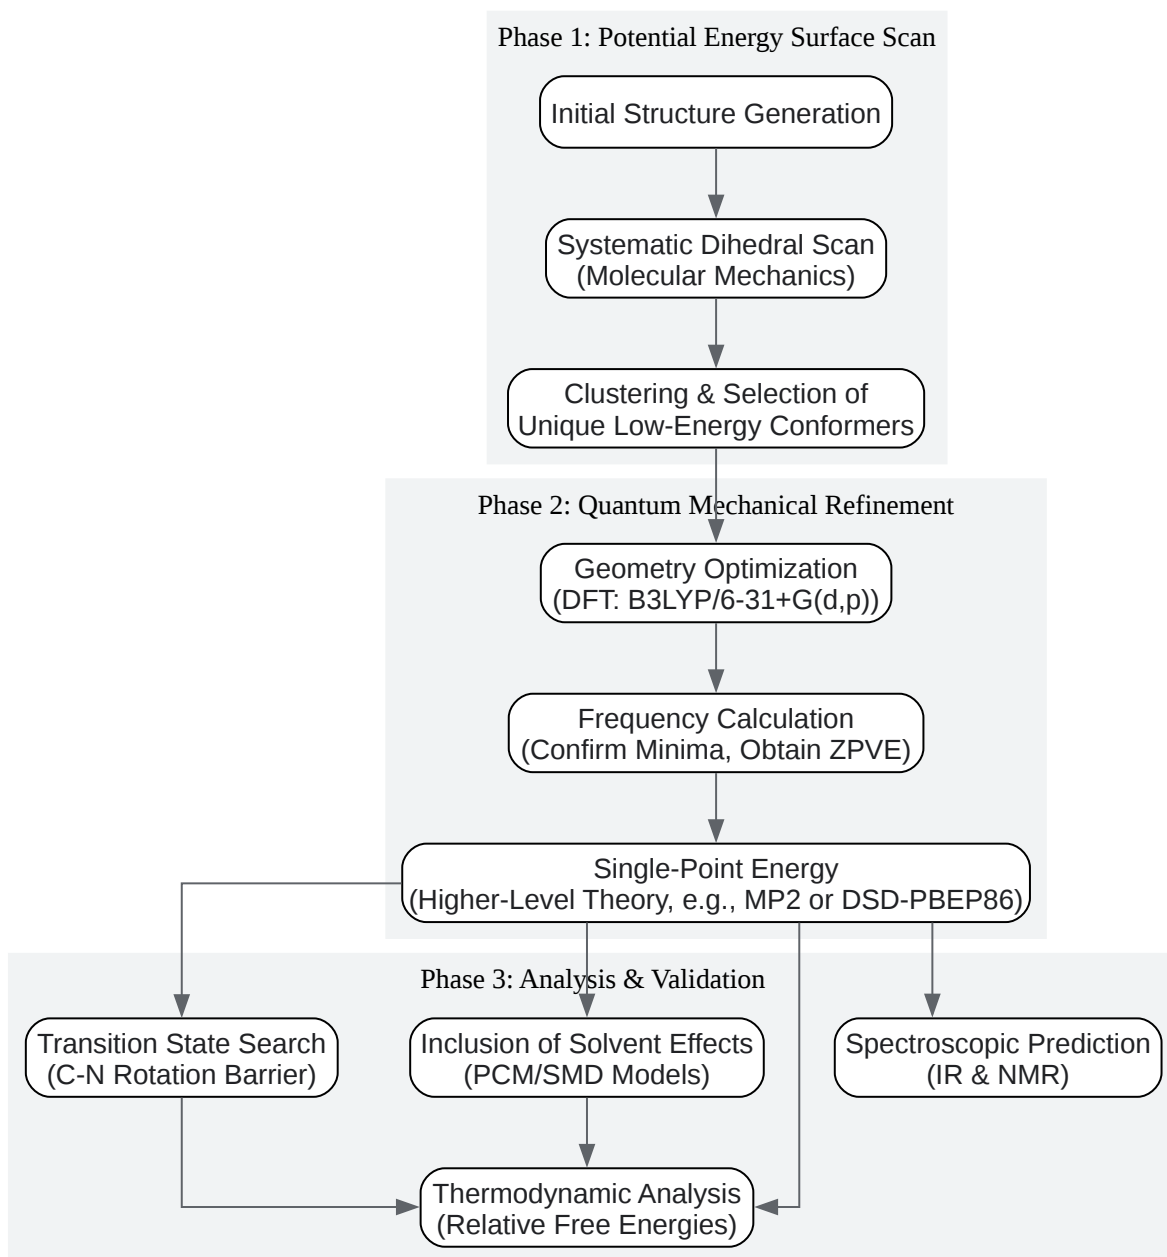 Phase 1: Potential Energy Surface Scan
Initial Structure Generation
Systematic Dihedral Scan
(Molecular Mechanics)
Clustering & Selection of
Unique Low-Energy Conformers
Phase 2: Quantum Mechanical Refinement
Geometry Optimization
(DFT: B3LYP/6-31+G(d,p))
Frequency Calculation
(Confirm Minima, Obtain ZPVE)
Single-Point Energy
(Higher-Level Theory, e.g., MP2 or DSD-PBEP86)
Phase 3: Analysis & Validation
Transition State Search
(C-N Rotation Barrier)
Inclusion of Solvent Effects
(PCM/SMD Models)
Spectroscopic Prediction
(IR & NMR)
Thermodynamic Analysis
(Relative Free Energies)